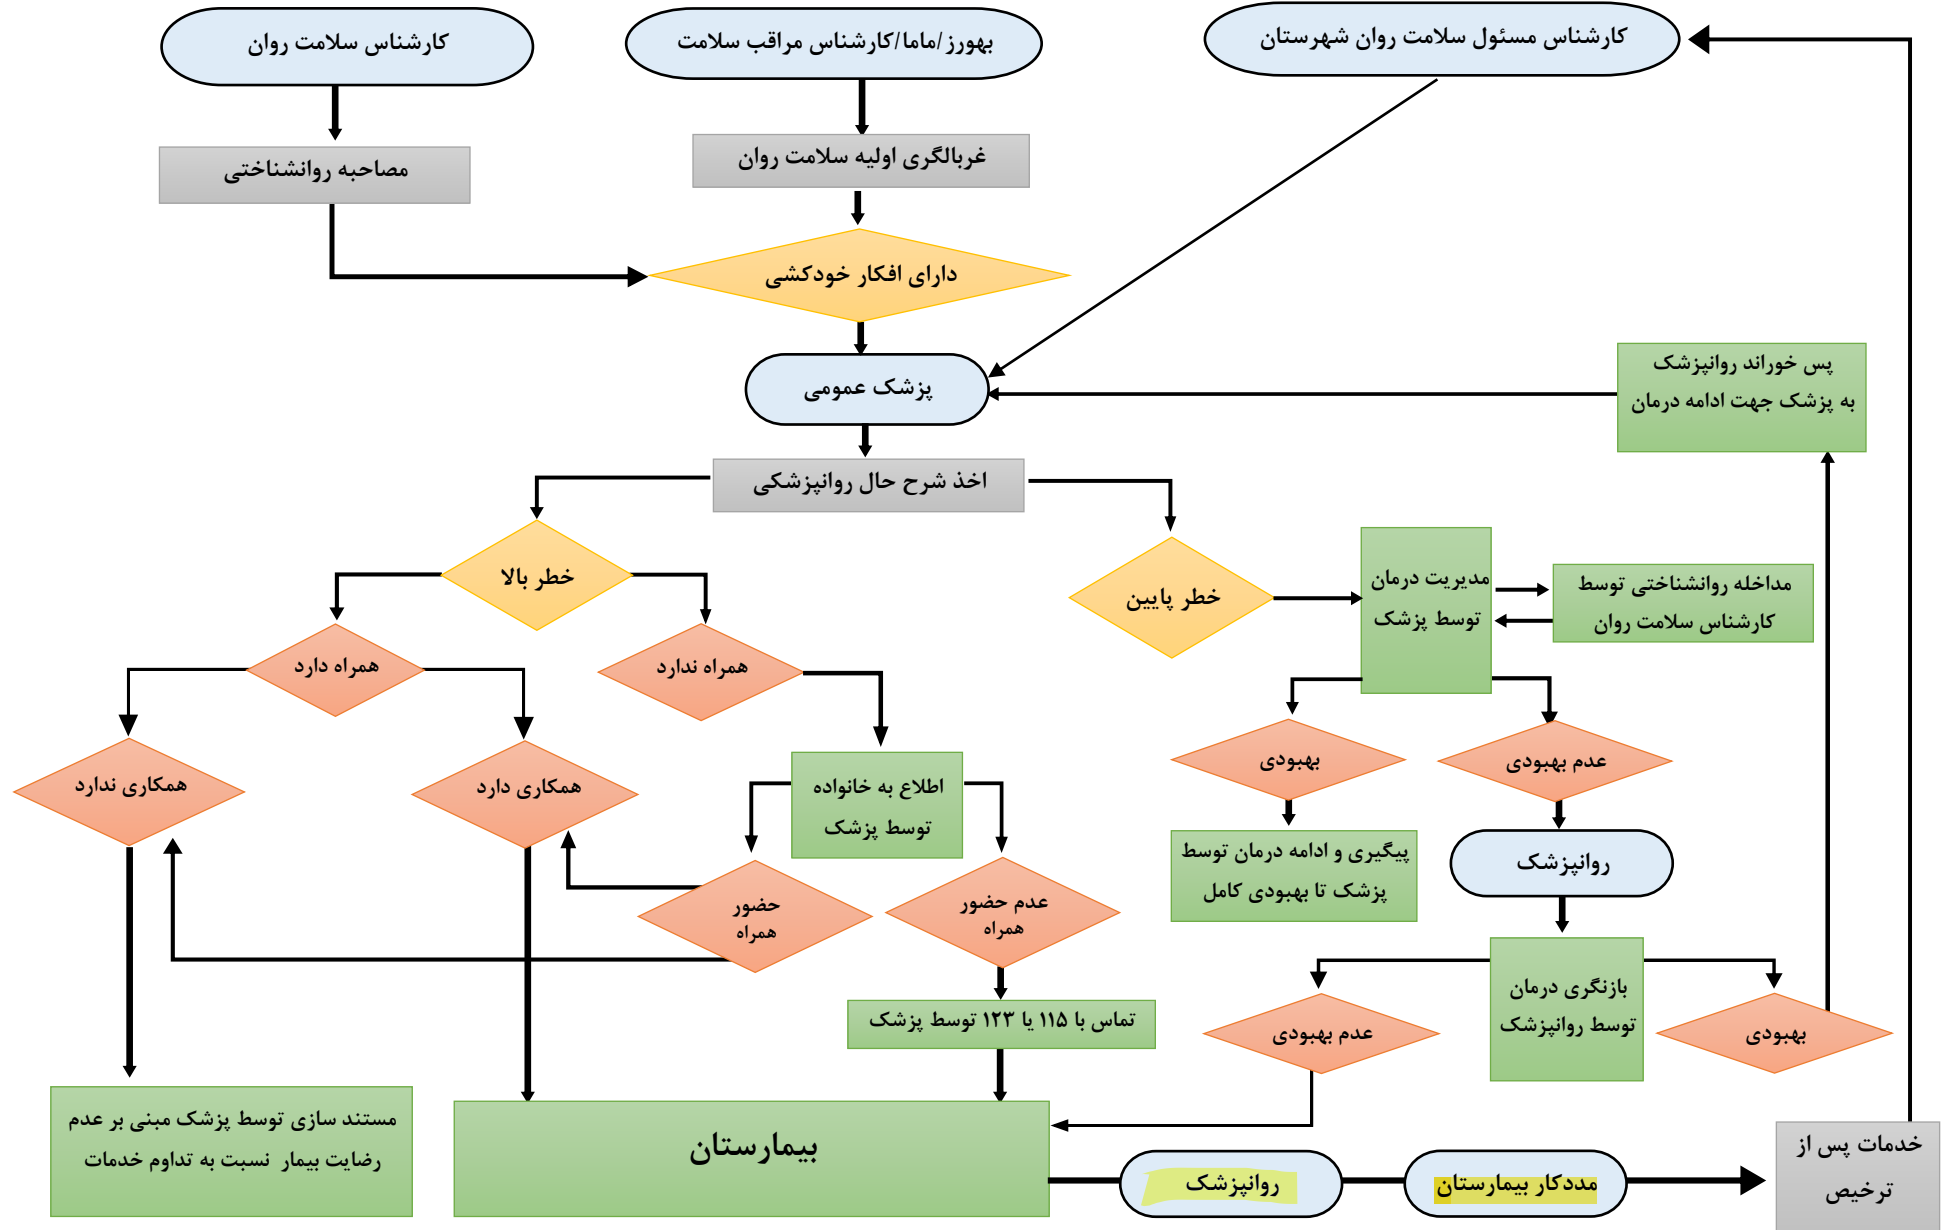 کارشناس مسئول سلامت روان شهرستان
بهورز/ماما/کارشناس مراقب سلامت
کارشناس سلامت روان
غربالگری اولیه سلامت روان
مصاحبه روانشناختی
دارای افکار خودکشی
پزشک عمومی
پس خوراند روانپزشک
به پزشک جهت ادامه درمان
اخذ شرح حال روانپزشکی
خطر پایین
خطر بالا
مدیریت درمان
توسط پزشک
مداخله روانشناختی توسط
کارشناس سلامت روان
همراه ندارد
همراه دارد
عدم بهبودی
بهبودی
اطلاع به خانواده
توسط پزشک
همکاری دارد
همکاری ندارد
روانپزشک
پیگیری و ادامه درمان توسط
پزشک تا بهبودی کامل
عدم حضور
همراه
حضور
همراه
بازنگری درمان
توسط روانپزشک
بهبودی
عدم بهبودی
تماس با ۱۱۵ یا ۱۲۳ توسط پزشک
خدمات پس از
ترخیص
مددکار بیمارستان
روانپزشک
بیمارستان
مستند سازی توسط پزشک مبنی بر عدم
رضایت بیمار نسبت به تداوم خدمات